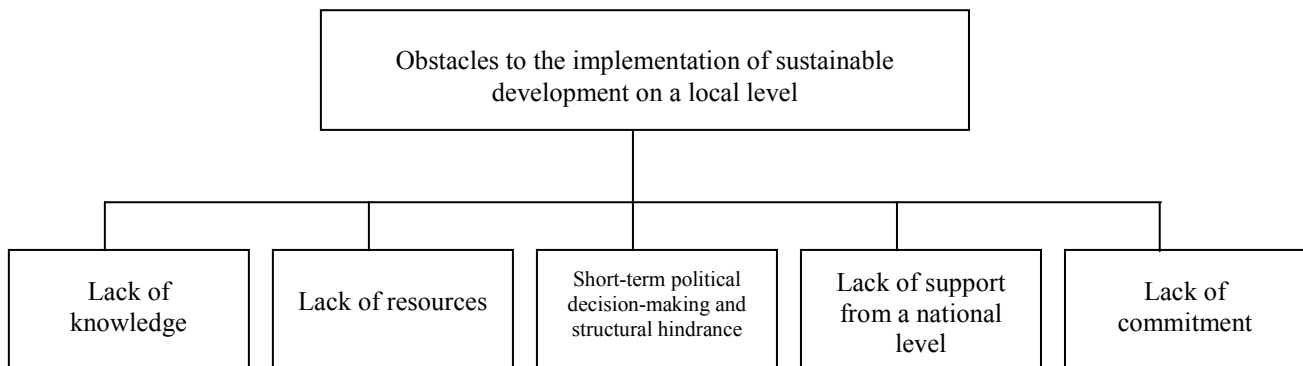 Obstacles to the implementation of sustainable
development on a local level
Lack of
knowledge
Lack of resources
Short-term political
decision-making and
structural hindrance
Lack of support
from a national
level
Lack of
commitment